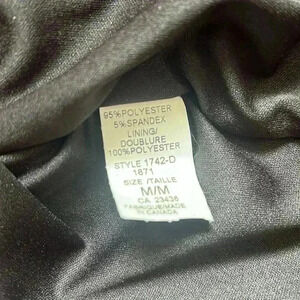 95%POLYESTER
5%SPANDEX
LINING/
DOUBLURE
100%POLYESTER
STYLE 1742-D
1871
SIZE /TAILLE
M/M
CA 23436
FABRIQUE/MADE
IN CANADA